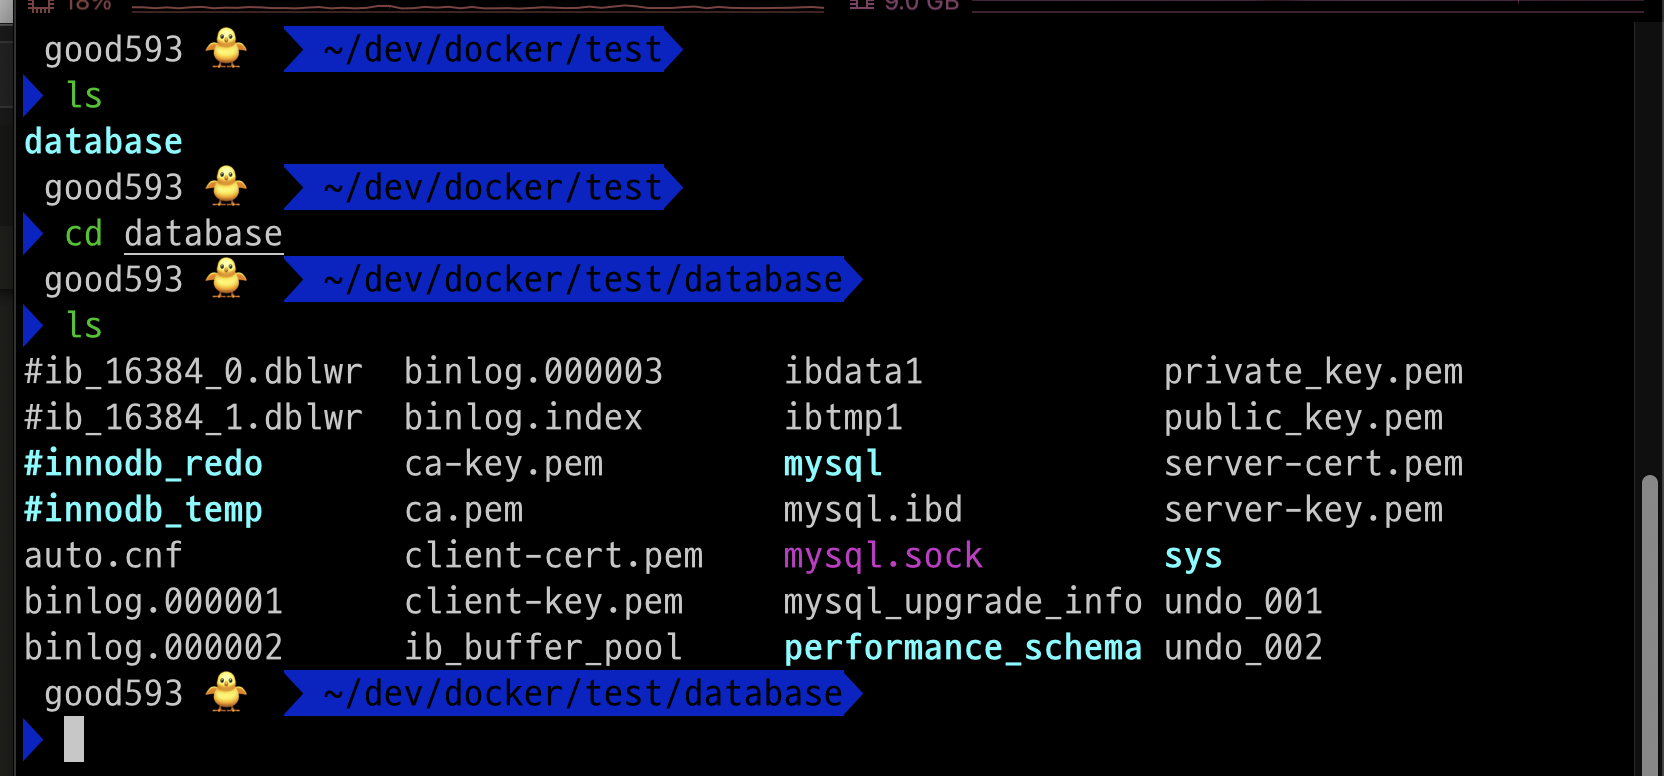 18% 9.0 GB
good593 🐥 ~/dev/docker/test
ls
database
good593 🐥 ~/dev/docker/test
cd database
good593 🐥 ~/dev/docker/test/database
ls
#ib_16384_0.dblwr binlog.000003 ibdata1 private_key.pem
#ib_16384_1.dblwr binlog.index ibtmp1 public_key.pem
#innodb_redo ca-key.pem mysql server-cert.pem
#innodb_temp ca.pem mysql.ibd server-key.pem
auto.cnf client-cert.pem mysql.sock sys
binlog.000001 client-key.pem mysql_upgrade_info undo_001
binlog.000002 ib_buffer_pool performance_schema undo_002
good593 🐥 ~/dev/docker/test/database